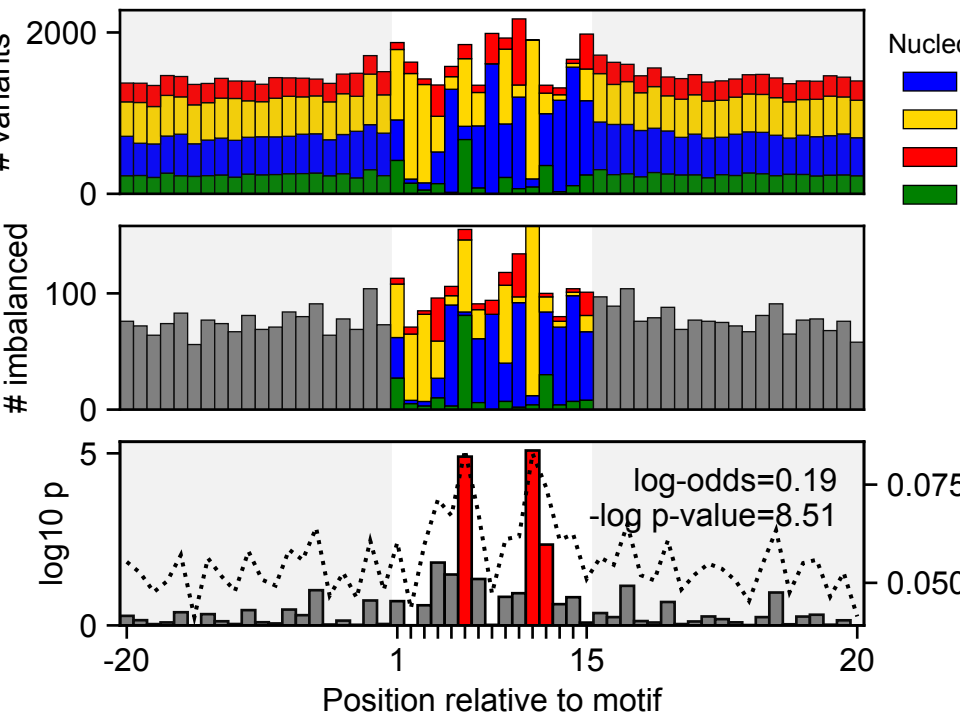 # variants
2000
0
Nucleo
# imbalanced
100
0
log10 p
5
0
log-odds=0.19
-log p-value=8.51
0.075
0.050
-20
1
15
20
Position relative to motif